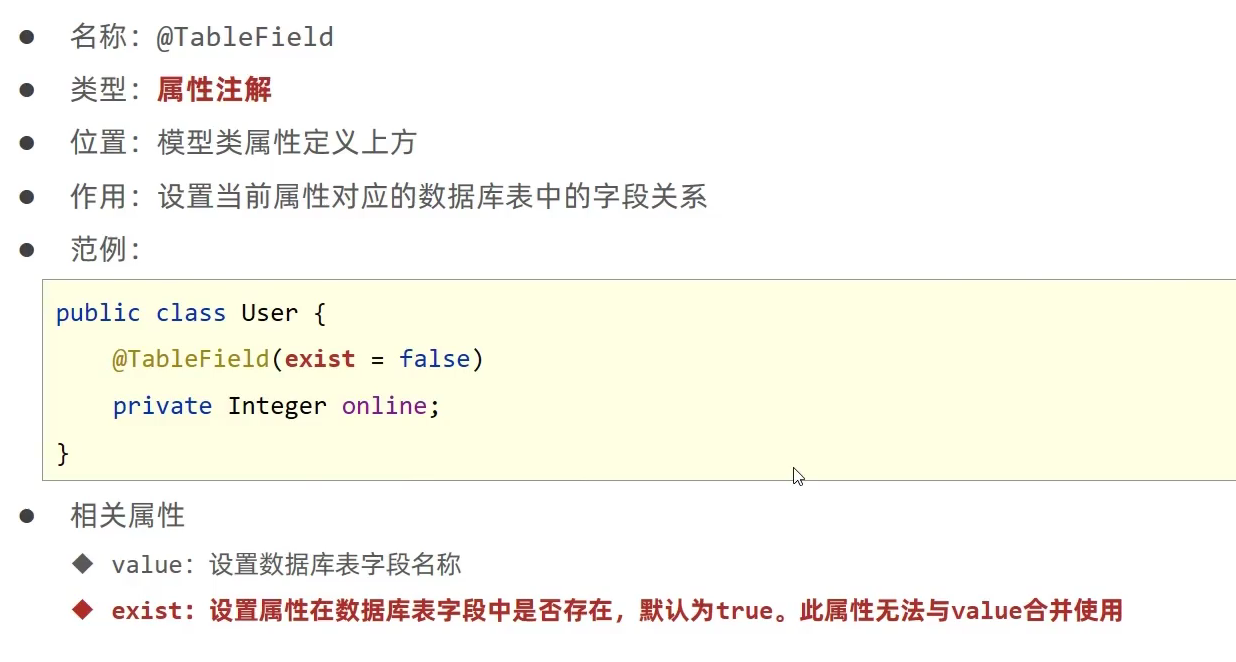 ● 名称：@TableField
● 类型：属性注解
● 位置：模型类属性定义上方
● 作用：设置当前属性对应的数据库表中的字段关系
● 范例：
public class User {
    @TableField(exist = false)
    private Integer online;
}
● 相关属性
◆ value：设置数据库表字段名称
◆ exist：设置属性在数据库表字段中是否存在，默认为true。此属性无法与value合并使用